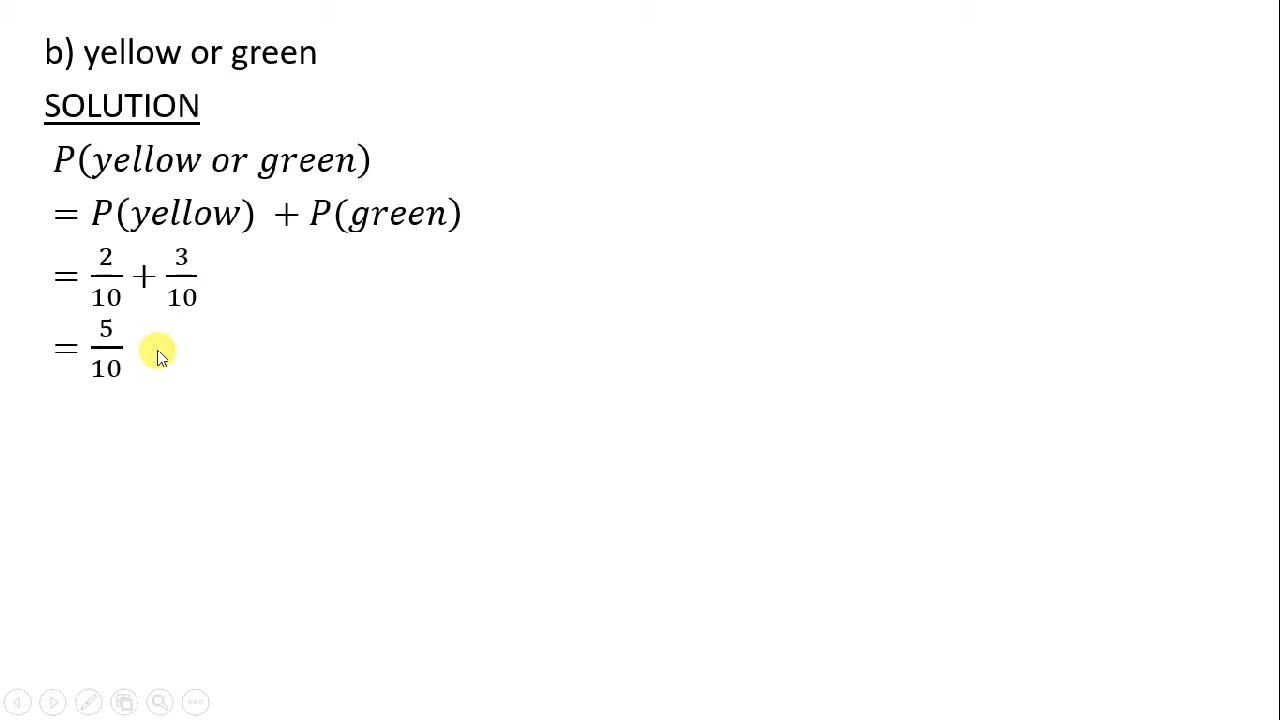 b) yellow or green
SOLUTION
P(yellow or green)
= P(yellow) + P(green)
= 2/10 + 3/10
= 5/10